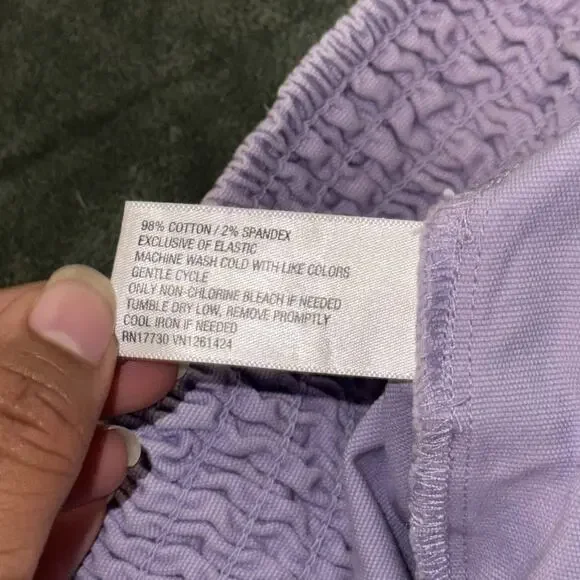 98% COTTON / 2% SPANDEX
EXCLUSIVE OF ELASTIC
MACHINE WASH COLD WITH LIKE COLORS
GENTLE CYCLE
ONLY NON-CHLORINE BLEACH IF NEEDED
TUMBLE DRY LOW, REMOVE PROMPTLY
COOL IRON IF NEEDED
RN17730 VN1261424